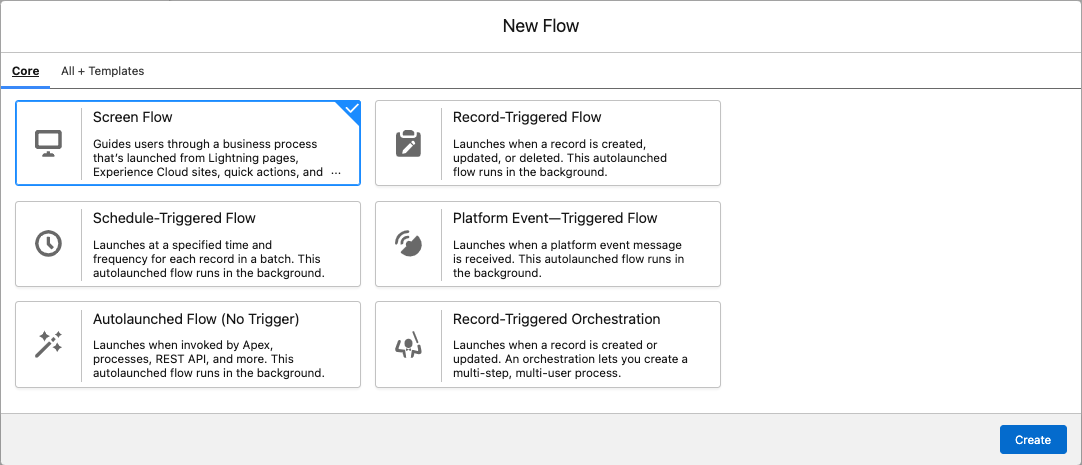 New Flow
Core
All + Templates
Screen Flow
Guides users through a business process
that's launched from Lightning pages,
Experience Cloud sites, quick actions, and ...
Record-Triggered Flow
Launches when a record is created,
updated, or deleted. This autolaunched
flow runs in the background.
Schedule-Triggered Flow
Launches at a specified time and
frequency for each record in a batch. This
autolaunched flow runs in the background.
Platform Event—Triggered Flow
Launches when a platform event message
is received. This autolaunched flow runs in
the background.
Autolaunched Flow (No Trigger)
Launches when invoked by Apex,
processes, REST API, and more. This
autolaunched flow runs in the background.
Record-Triggered Orchestration
Launches when a record is created or
updated. An orchestration lets you create a
multi-step, multi-user process.
Create